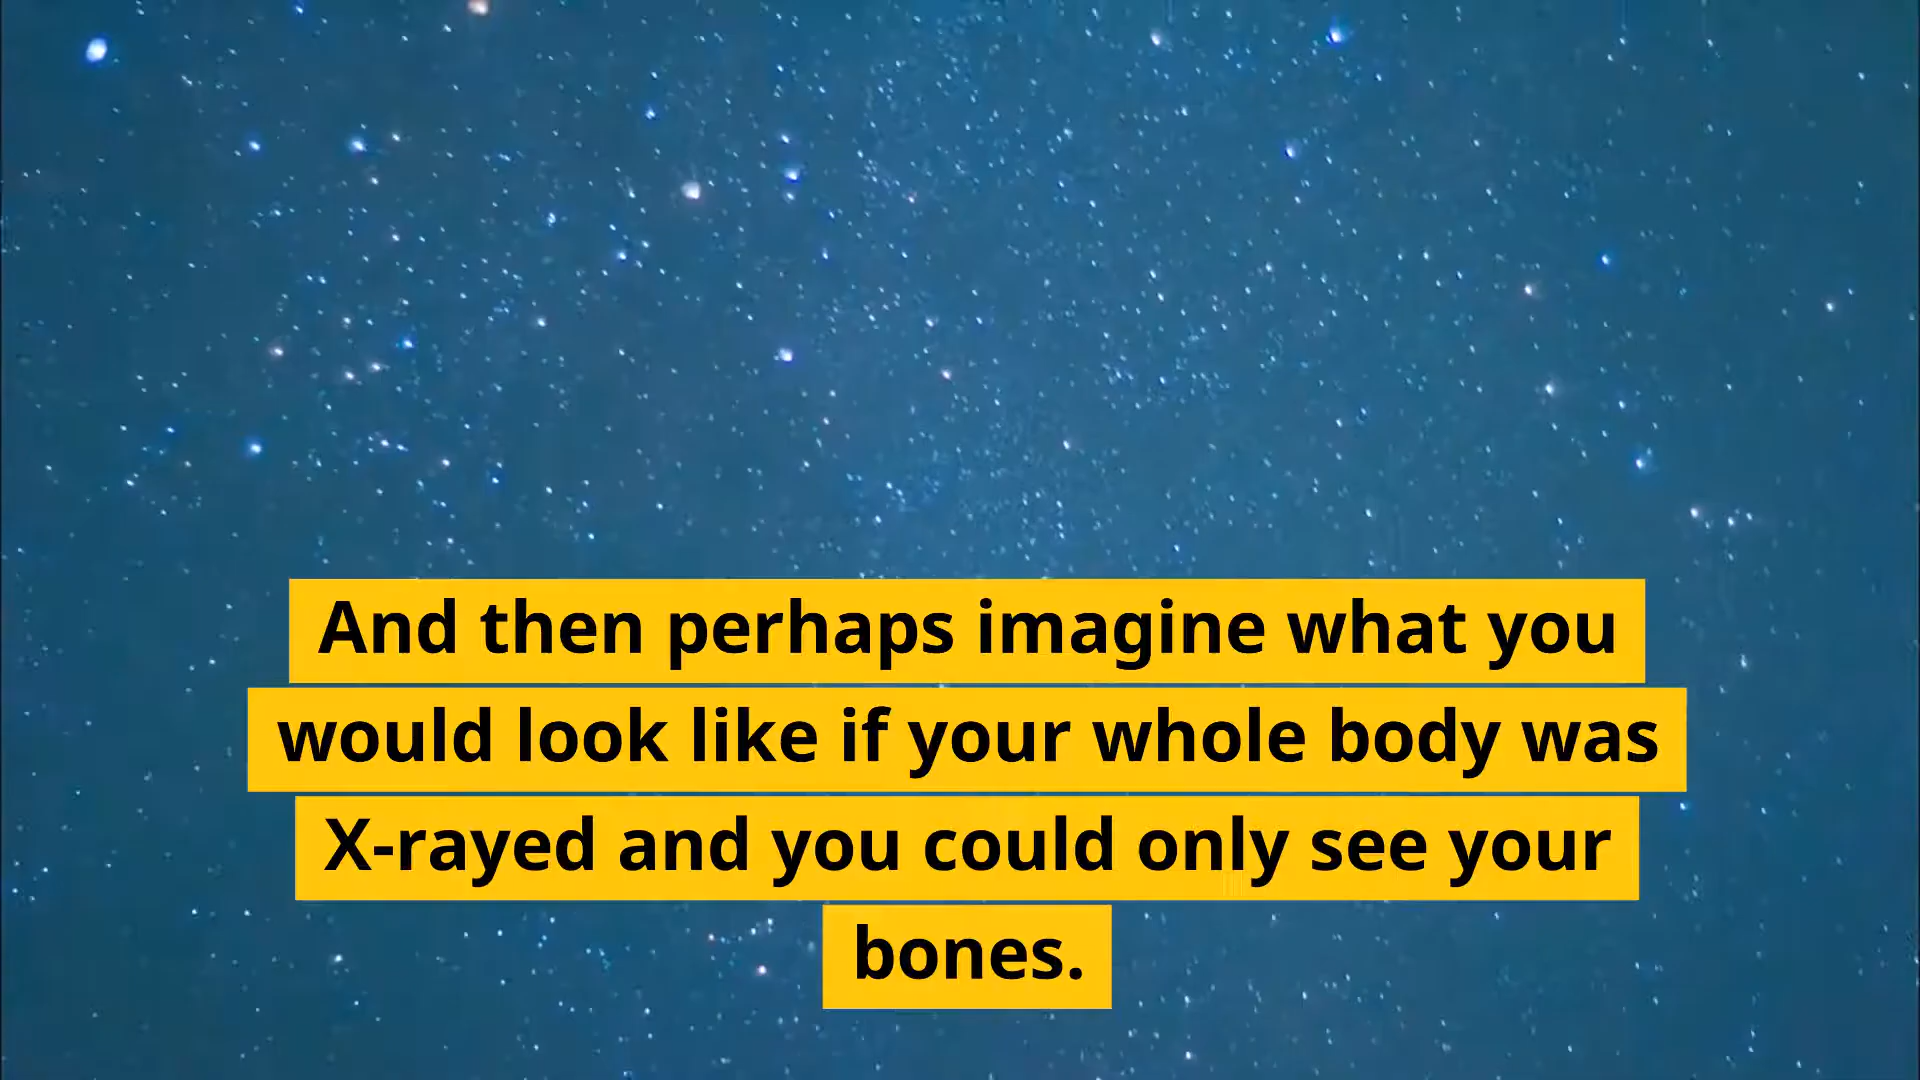 And then perhaps imagine what you
would look like if your whole body was
X-rayed and you could only see your
bones.